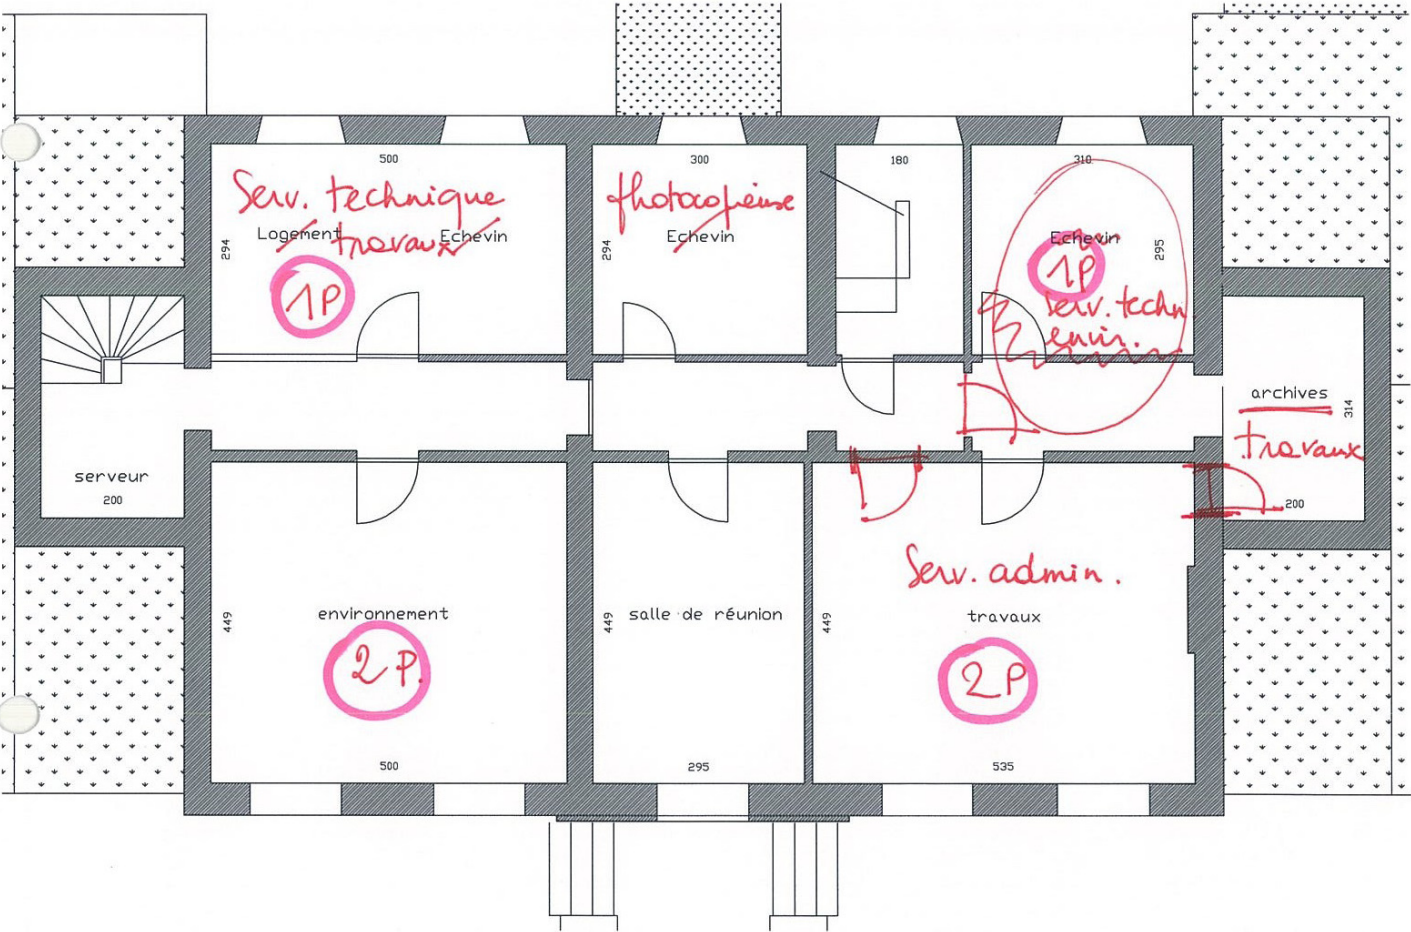 500
300
180
310
Serv. technique
photocopieuse
Logement
travaux
Echevin
Echevin
Echevin
294
294
295
1P
1P
Serv. techn.
envir.
archives
314
travaux
serveur
200
200
Serv. admin.
environnement
salle de réunion
travaux
449
449
449
2 P.
2P
500
295
535